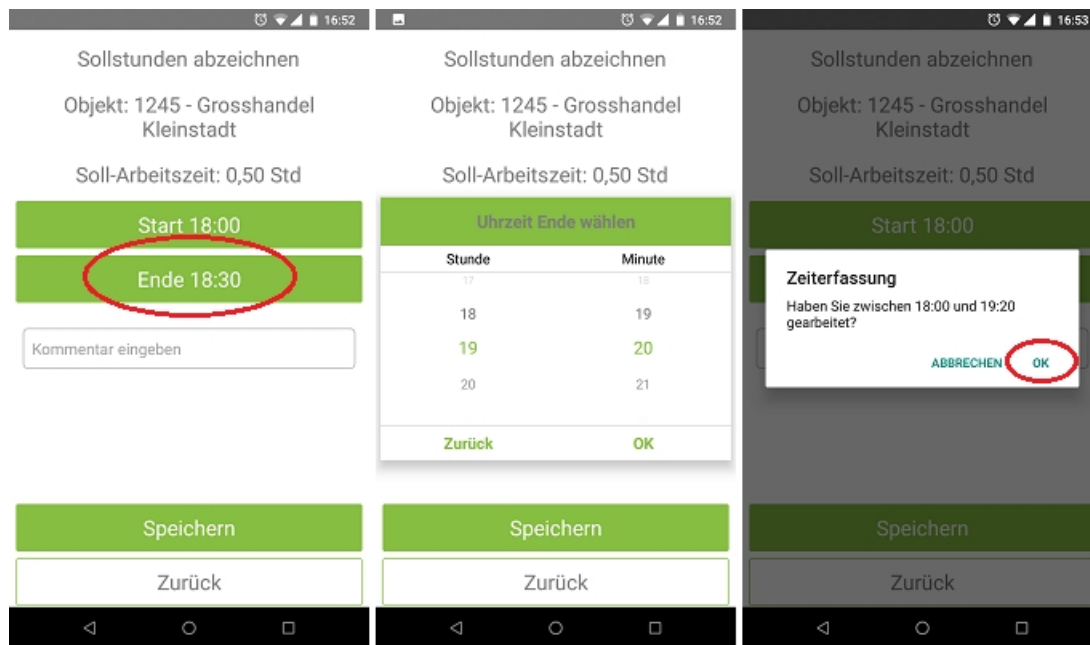 16:52
Sollstunden abzeichnen
Objekt: 1245 - Grosshandel
Kleinstadt
Soll-Arbeitszeit: 0,50 Std
Start 18:00
Ende 18:30
Kommentar eingeben
Speichern
Zurück
16:52
Sollstunden abzeichnen
Objekt: 1245 - Grosshandel
Kleinstadt
Soll-Arbeitszeit: 0,50 Std
Uhrzeit Ende wählen
Stunde Minute
17 18
18 19
19 20
20 21
Zurück OK
Speichern
Zurück
16:53
Sollstunden abzeichnen
Objekt: 1245 - Grosshandel
Kleinstadt
Soll-Arbeitszeit: 0,50 Std
Start 18:00
Zeiterfassung
Haben Sie zwischen 18:00 und 19:20
gearbeitet?
ABBRECHEN OK
Speichern
Zurück